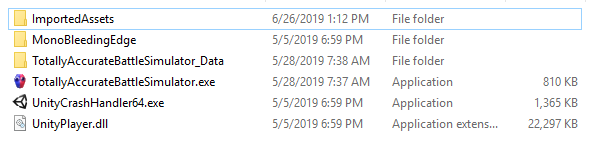 ImportedAssets 6/26/2019 1:12 PM File folder
MonoBleedingEdge 5/5/2019 6:59 PM File folder
TotallyAccurateBattleSimulator_Data 5/28/2019 7:38 AM File folder
TotallyAccurateBattleSimulator.exe 5/28/2019 7:37 AM Application 810 KB
UnityCrashHandler64.exe 5/5/2019 6:59 PM Application 1,365 KB
UnityPlayer.dll 5/5/2019 6:59 PM Application extens... 22,297 KB